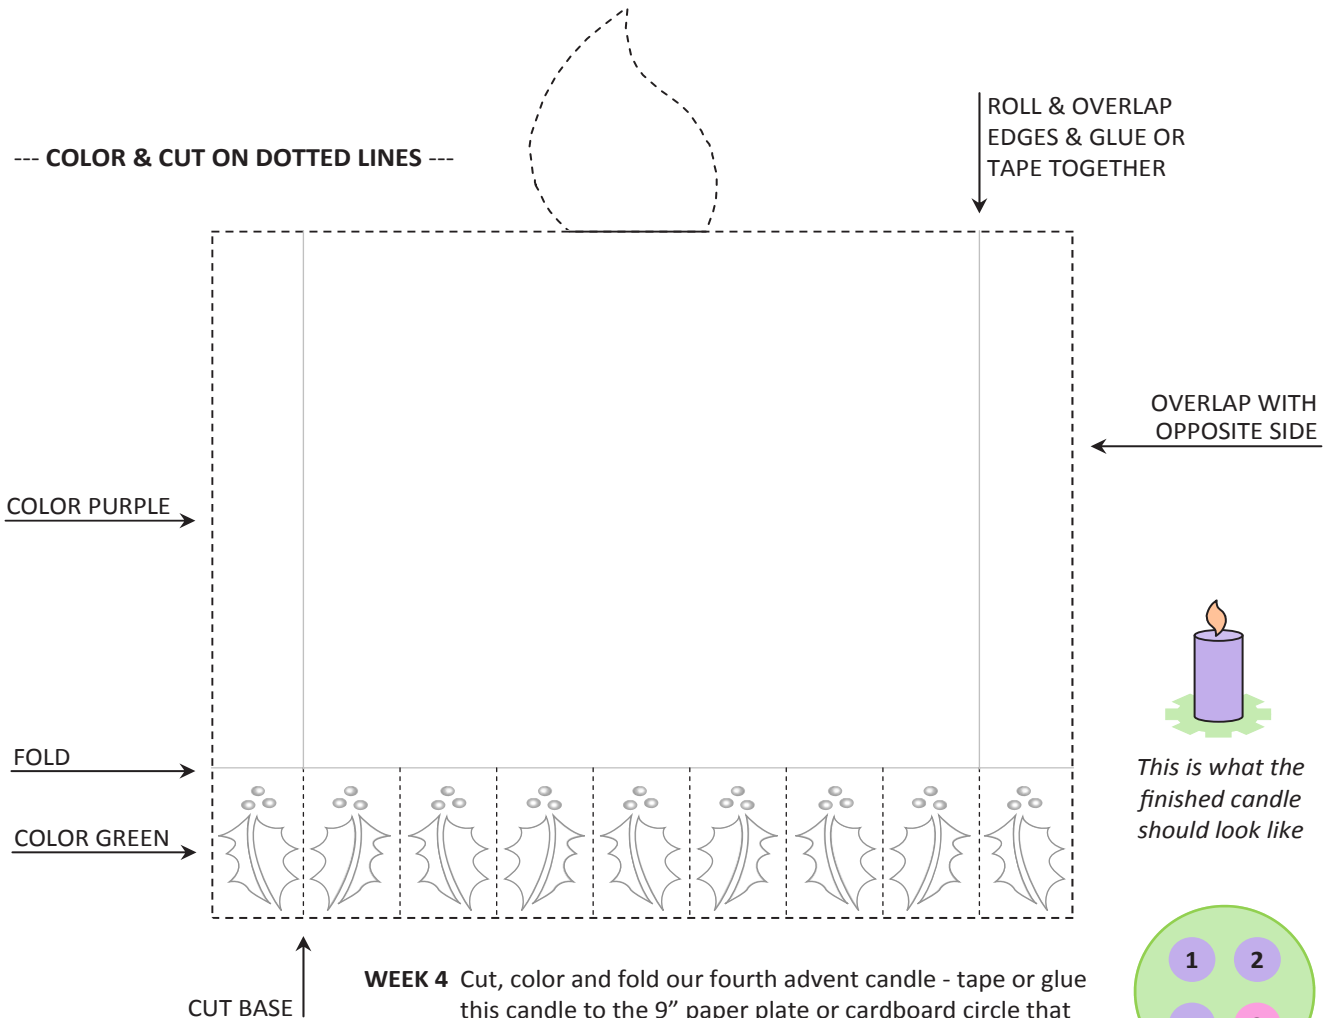 --- COLOR & CUT ON DOTTED LINES ---
ROLL & OVERLAP
EDGES & GLUE OR
TAPE TOGETHER
OVERLAP WITH
OPPOSITE SIDE
COLOR PURPLE
FOLD
COLOR GREEN
This is what the
finished candle
should look like
CUT BASE
WEEK 4 Cut, color and fold our fourth advent candle - tape or glue
this candle to the 9” paper plate or cardboard circle that
1 2